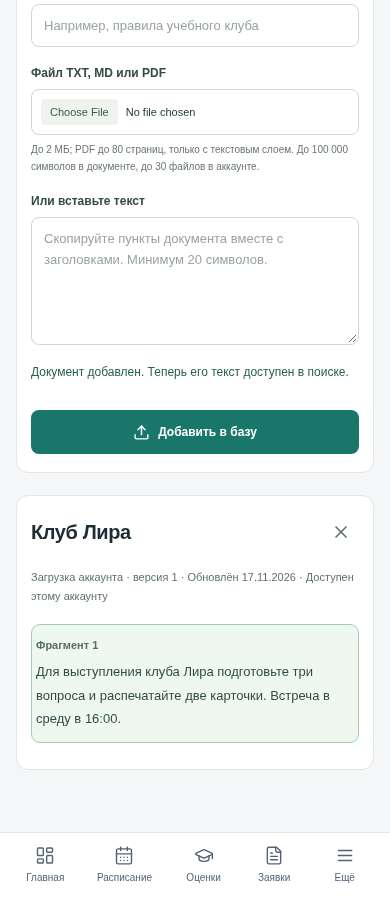 Например, правила учебного клуба
Файл TXT, MD или PDF
Choose File No file chosen
До 2 МБ; PDF до 80 страниц, только с текстовым слоем. До 100 000
символов в документе, до 30 файлов в аккаунте.
Или вставьте текст
Скопируйте пункты документа вместе с
заголовками. Минимум 20 символов.
Документ добавлен. Теперь его текст доступен в поиске.
Добавить в базу
Клуб Лира
Загрузка аккаунта · версия 1 · Обновлён 17.11.2026 · Доступен
этому аккаунту
Фрагмент 1
Для выступления клуба Лира подготовьте три
вопроса и распечатайте две карточки. Встреча в
среду в 16:00.
Главная Расписание Оценки Заявки Ещё